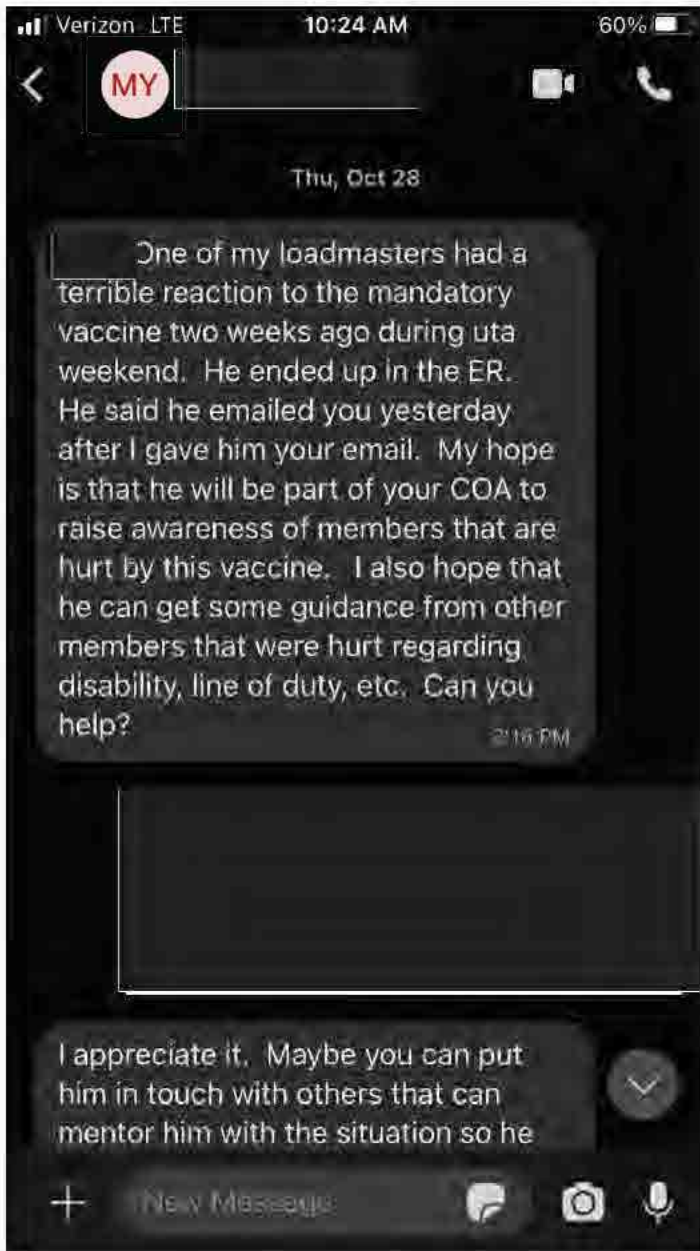 Verizon LTE 10:24 AM 60%
MY
Thu, Oct 28
One of my loadmasters had a
terrible reaction to the mandatory
vaccine two weeks ago during uta
weekend. He ended up in the ER.
He said he emailed you yesterday
after I gave him your email. My hope
is that he will be part of your COA to
raise awareness of members that are
hurt by this vaccine. I also hope that
he can get some guidance from other
members that were hurt regarding
disability, line of duty, etc. Can you
help?
2:16 PM
I appreciate it. Maybe you can put
him in touch with others that can
mentor him with the situation so he
New Message